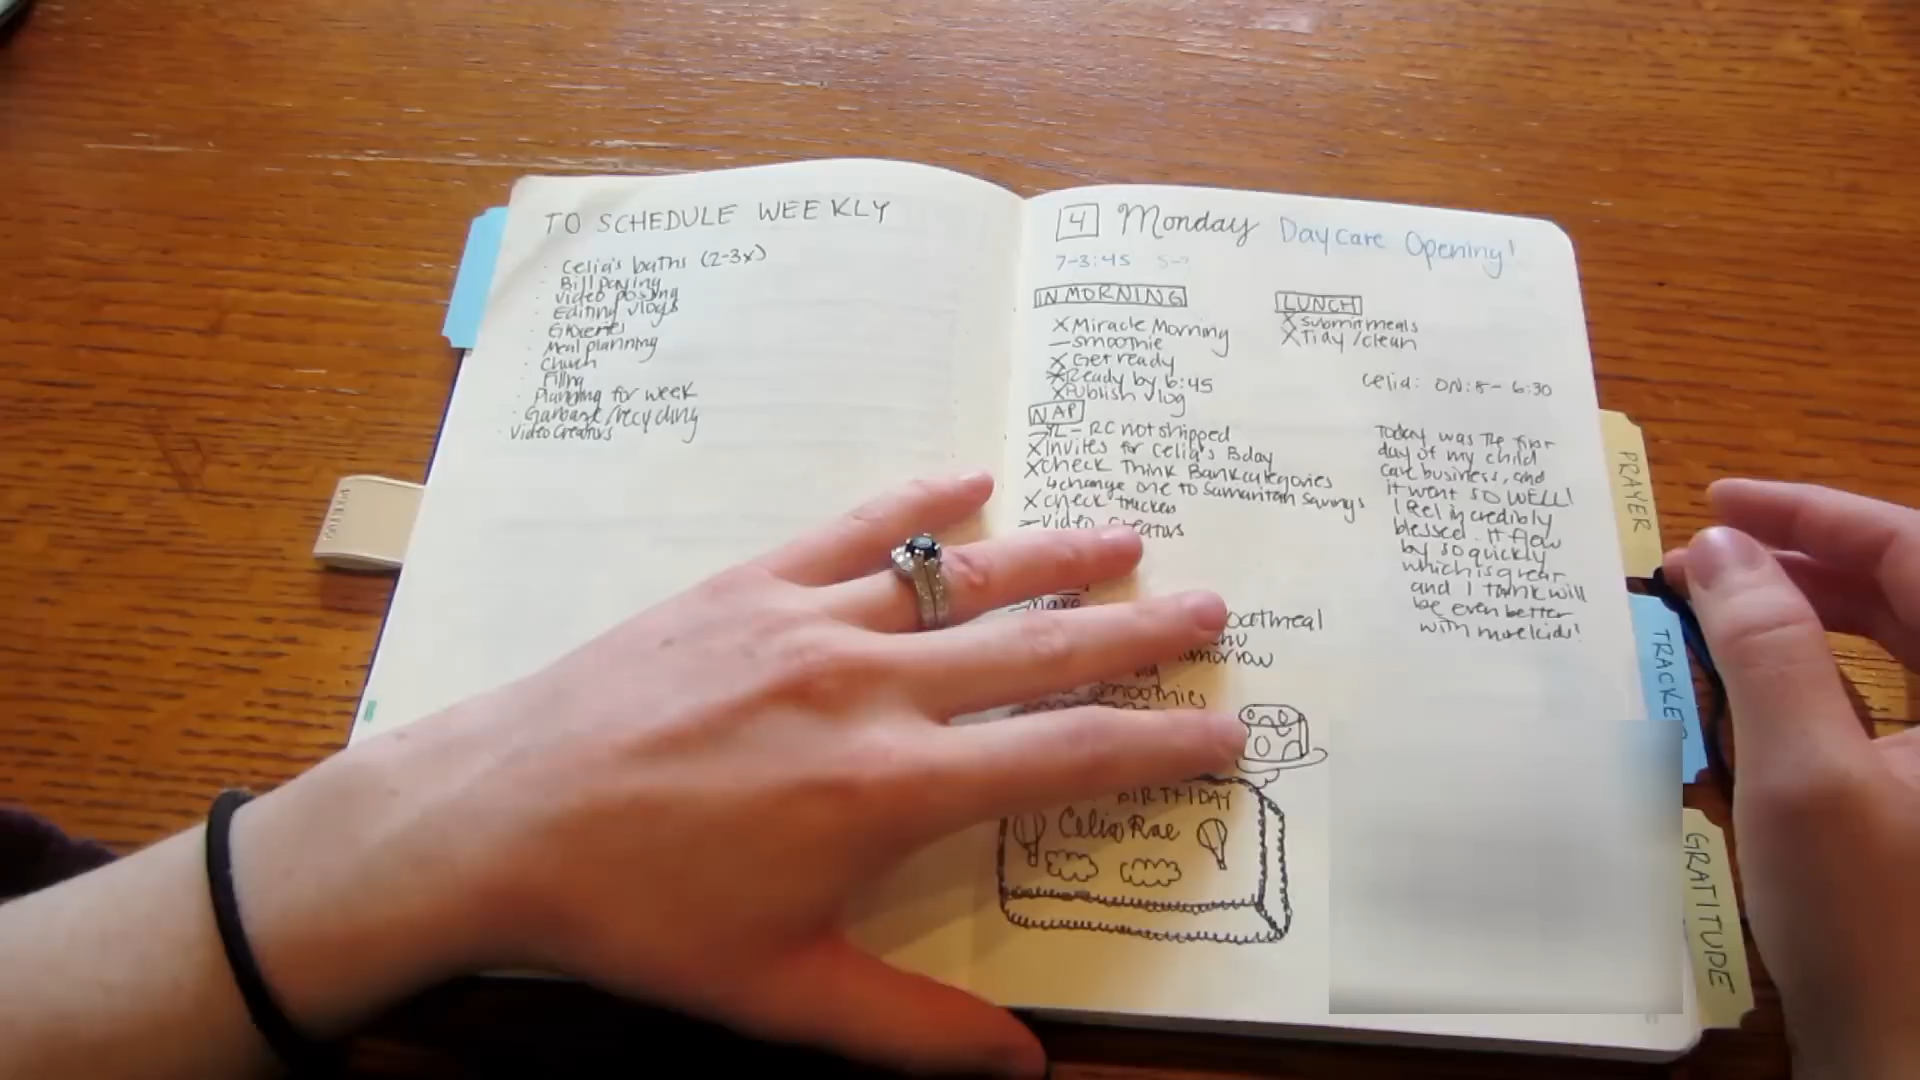 TO SCHEDULE WEEKLY
Celia's baths (2-3x)
Bill paying
Video posting
Editing vlogs
Groceries
Meal planning
Church
Filing
Planning for week
Garbage/recycling
Video Creators
4 Monday Daycare Opening!
7-3:45 5-?
IN MORNING
X Miracle Morning
— smoothie
X Get ready
X Ready by 6:45
X Publish vlog
NAP
YL - RC not shipped
X Invites for Celia's Bday
X check Think Bank categories
↳ change one to Samaritan Savings
X check tracker
Video Creators
Make
oatmeal
tomorrow
smoothies
BIRTHDAY
Celia Rae
LUNCH
X submit meals
X Tidy/clean
Celia: ON: 8- 6:30
Today was the first
day of my child
care business, and
it went SO WELL!
I feel incredibly
blessed. It flew
by so quickly
which is great
and I think will
be even better
with more kids!
PRAYER
TRACKER
GRATITUDE